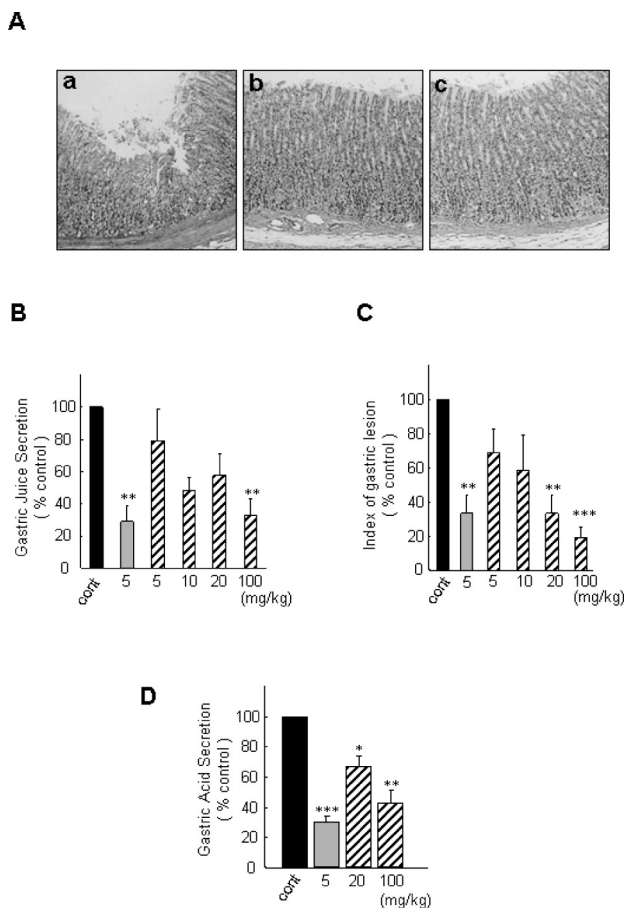 A
a b c
B
Gastric Juice Secretion
( % control)
100
80
60
40
20
0
** **
cont 5 5 10 20 100
(mg/kg)
C
Index of gastric lesion
( % control)
100
80
60
40
20
0
** ** ***
cont 5 5 10 20 100
(mg/kg)
D
Gastric Acid Secretion
( % control)
100
80
60
40
20
0
*** * **
cont 5 20 100
(mg/kg)